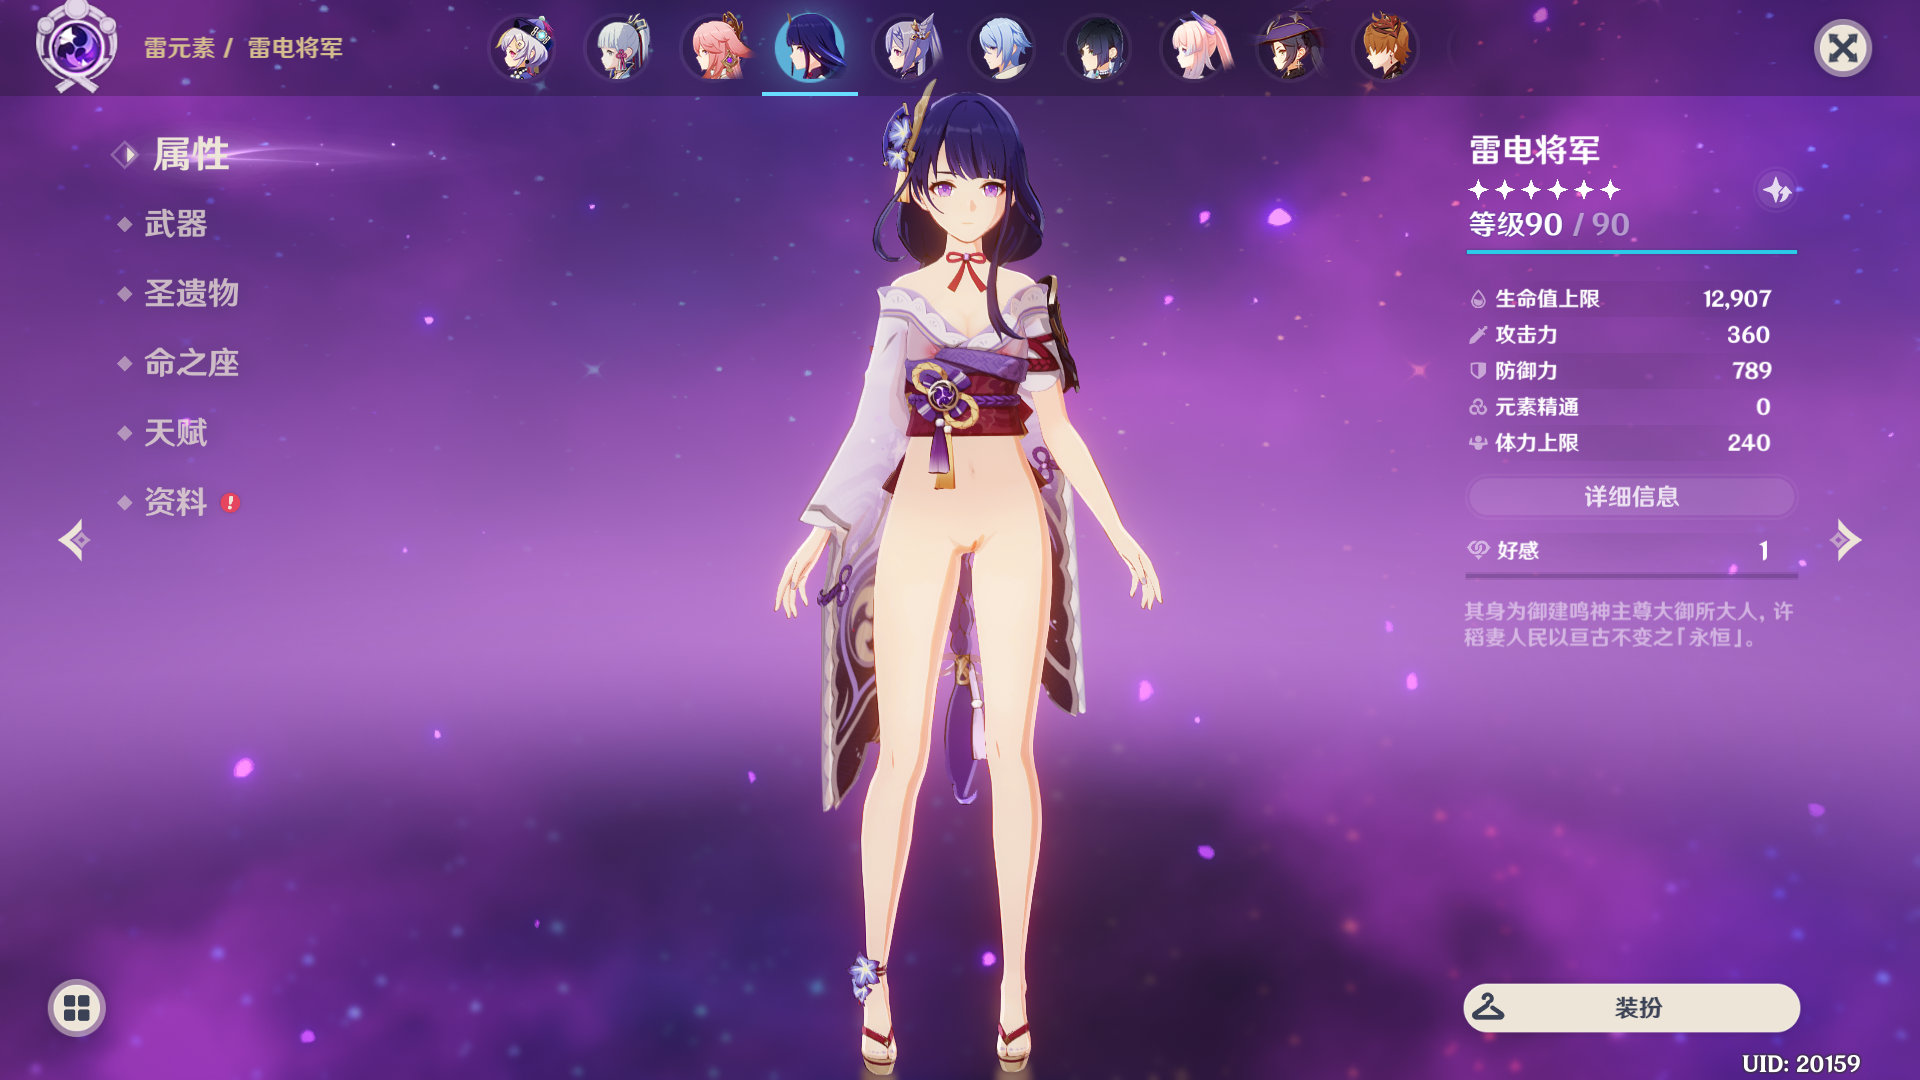 雷元素 / 雷电将军
属性
武器
圣遗物
命之座
天赋
资料
雷电将军
等级90 / 90
生命值上限 12,907
攻击力 360
防御力 789
元素精通 0
体力上限 240
详细信息
好感 1
其身为御建鸣神主尊大御所大人，许
稻妻人民以亘古不变之「永恒」。
装扮
UID: 20159